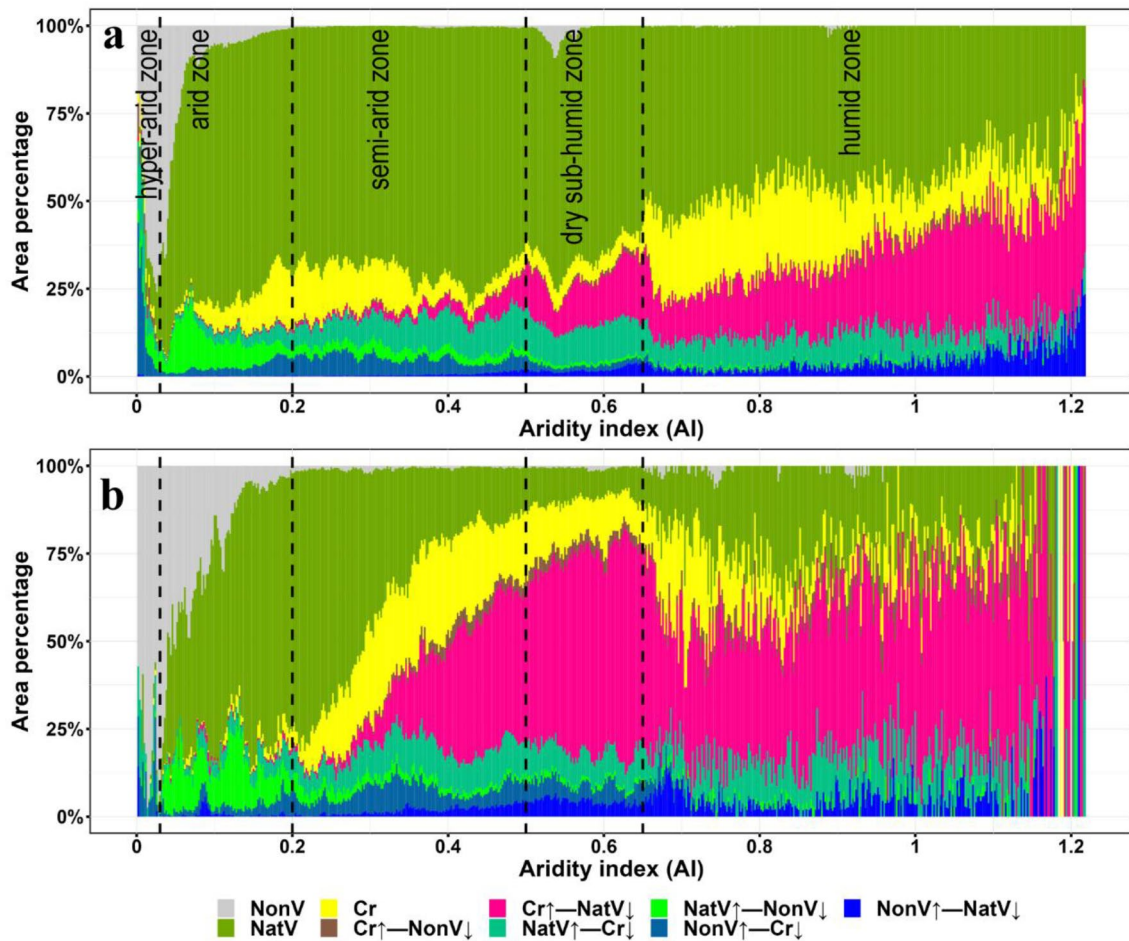 a
100%
75%
50%
25%
0%
Area percentage
hyper-arid zone
arid zone
semi-arid zone
dry sub-humid zone
humid zone
0 0.2 0.4 0.6 0.8 1 1.2
Aridity index (AI)
b
100%
75%
50%
25%
0%
Area percentage
0 0.2 0.4 0.6 0.8 1 1.2
Aridity index (AI)
NonV Cr Cr↑—NatV↓ NatV↑—NonV↓ NonV↑—NatV↓
NatV Cr↑—NonV↓ NatV↑—Cr↓ NonV↑—Cr↓